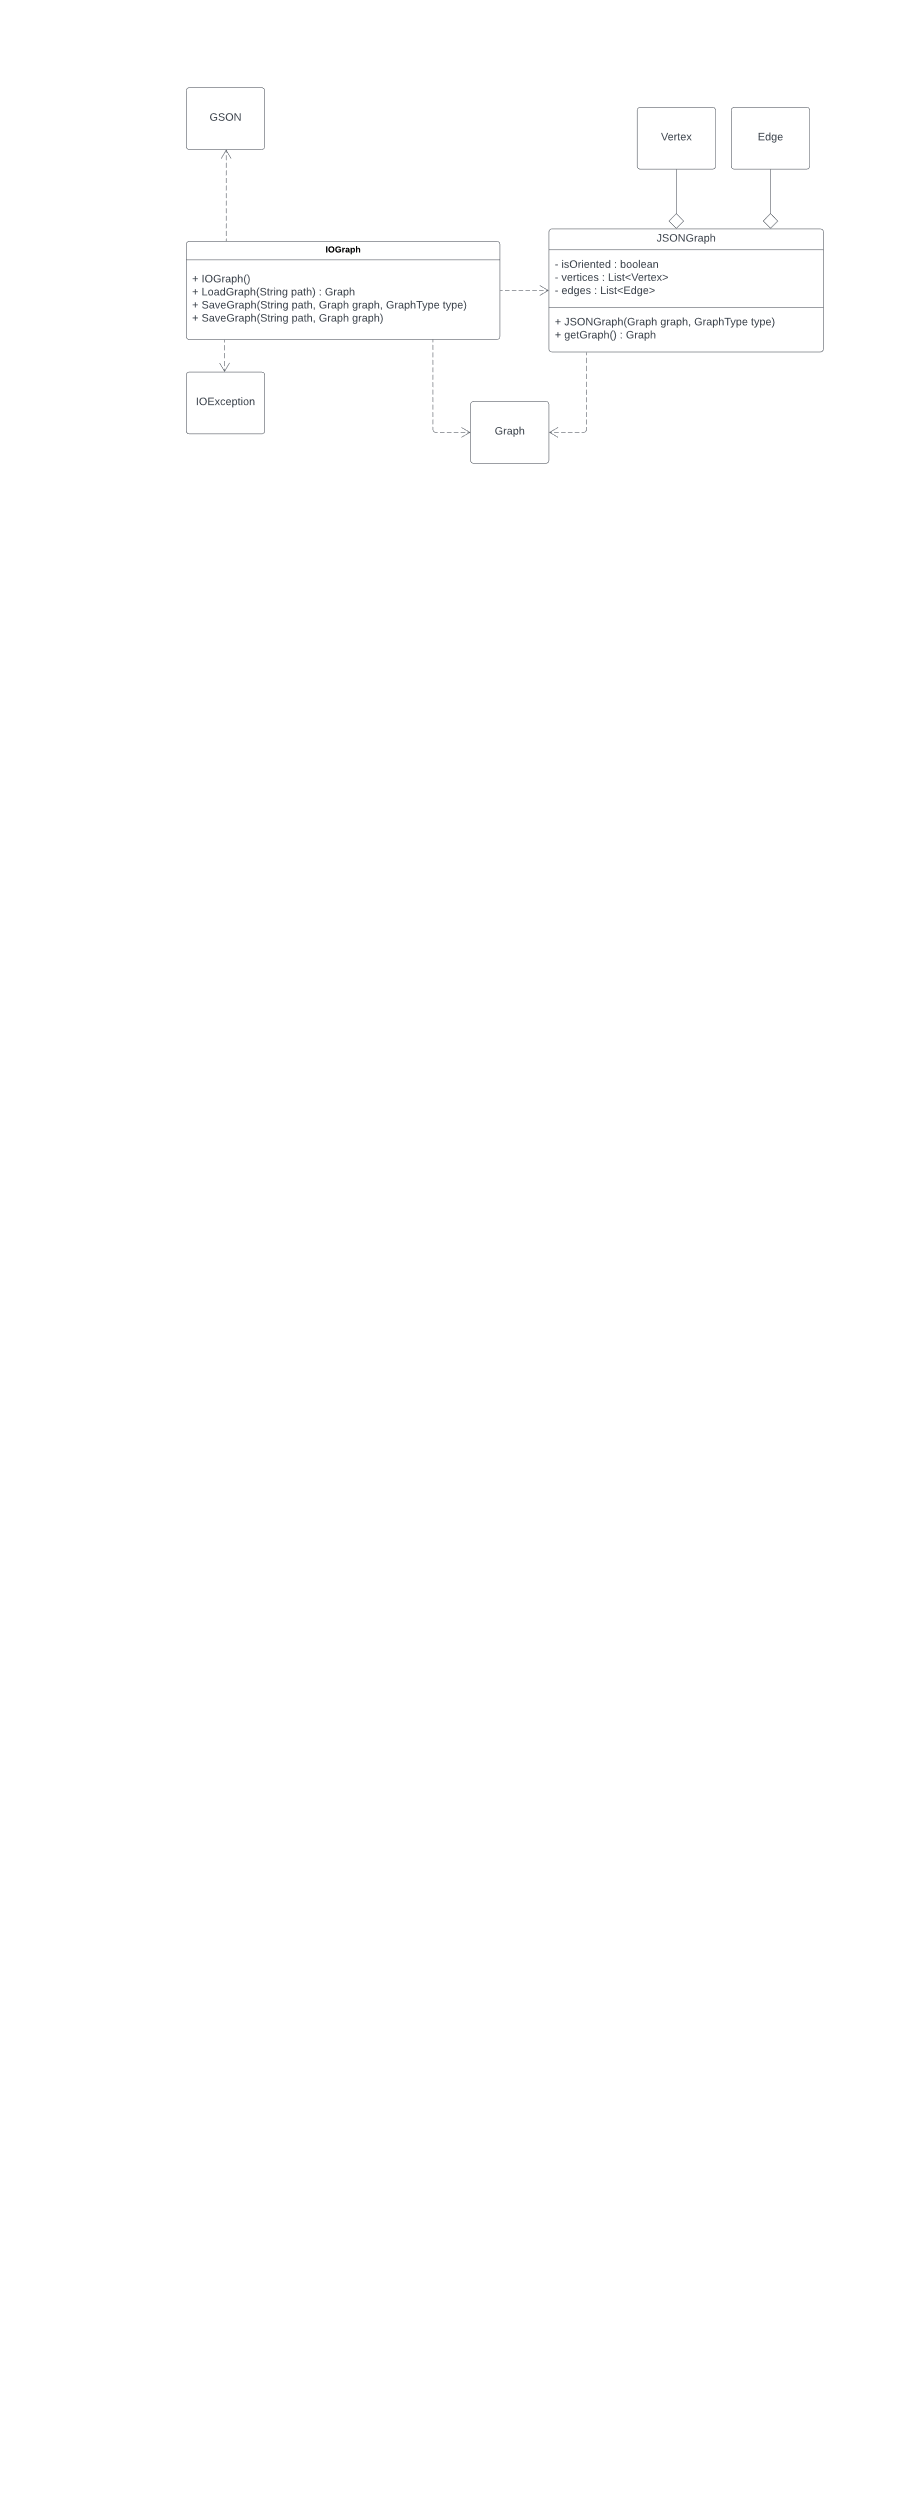 GSON
Vertex
Edge
IOGraph
+ IOGraph()
+ LoadGraph(String path) : Graph
+ SaveGraph(String path, Graph graph, GraphType type)
+ SaveGraph(String path, Graph graph)
JSONGraph
- isOriented : boolean
- vertices : List<Vertex>
- edges : List<Edge>
+ JSONGraph(Graph graph, GraphType type)
+ getGraph() : Graph
IOException
Graph